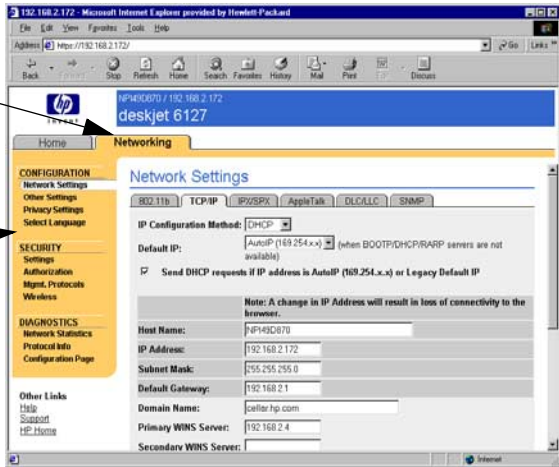 192.168.2.172 - Microsoft Internet Explorer provided by Hewlett-Packard
File Edit View Favorites Tools Help
Address https://192.168.2.172/ Go Links
Back Forward Stop Refresh Home Search Favorites History Mail Print Edit Discuss
hp
invent
NPI49D870 / 192.168.2.172
deskjet 6127
Home Networking
CONFIGURATION
Network Settings
Other Settings
Privacy Settings
Select Language
SECURITY
Settings
Authorization
Mgmt. Protocols
Wireless
DIAGNOSTICS
Network Statistics
Protocol Info
Configuration Page
Other Links
Help
Support
HP Home
Network Settings
802.11b TCP/IP IPX/SPX AppleTalk DLC/LLC SNMP
IP Configuration Method: DHCP
Default IP: AutoIP (169.254.x.x) (when BOOTP/DHCP/RARP servers are not available)
Send DHCP requests if IP address is AutoIP (169.254.x.x) or Legacy Default IP
Note: A change in IP Address will result in loss of connectivity to the browser.
Host Name: NPI49D870
IP Address: 192.168.2.172
Subnet Mask: 255.255.255.0
Default Gateway: 192.168.2.1
Domain Name: cellar.hp.com
Primary WINS Server: 192.168.2.4
Secondary WINS Server:
Internet